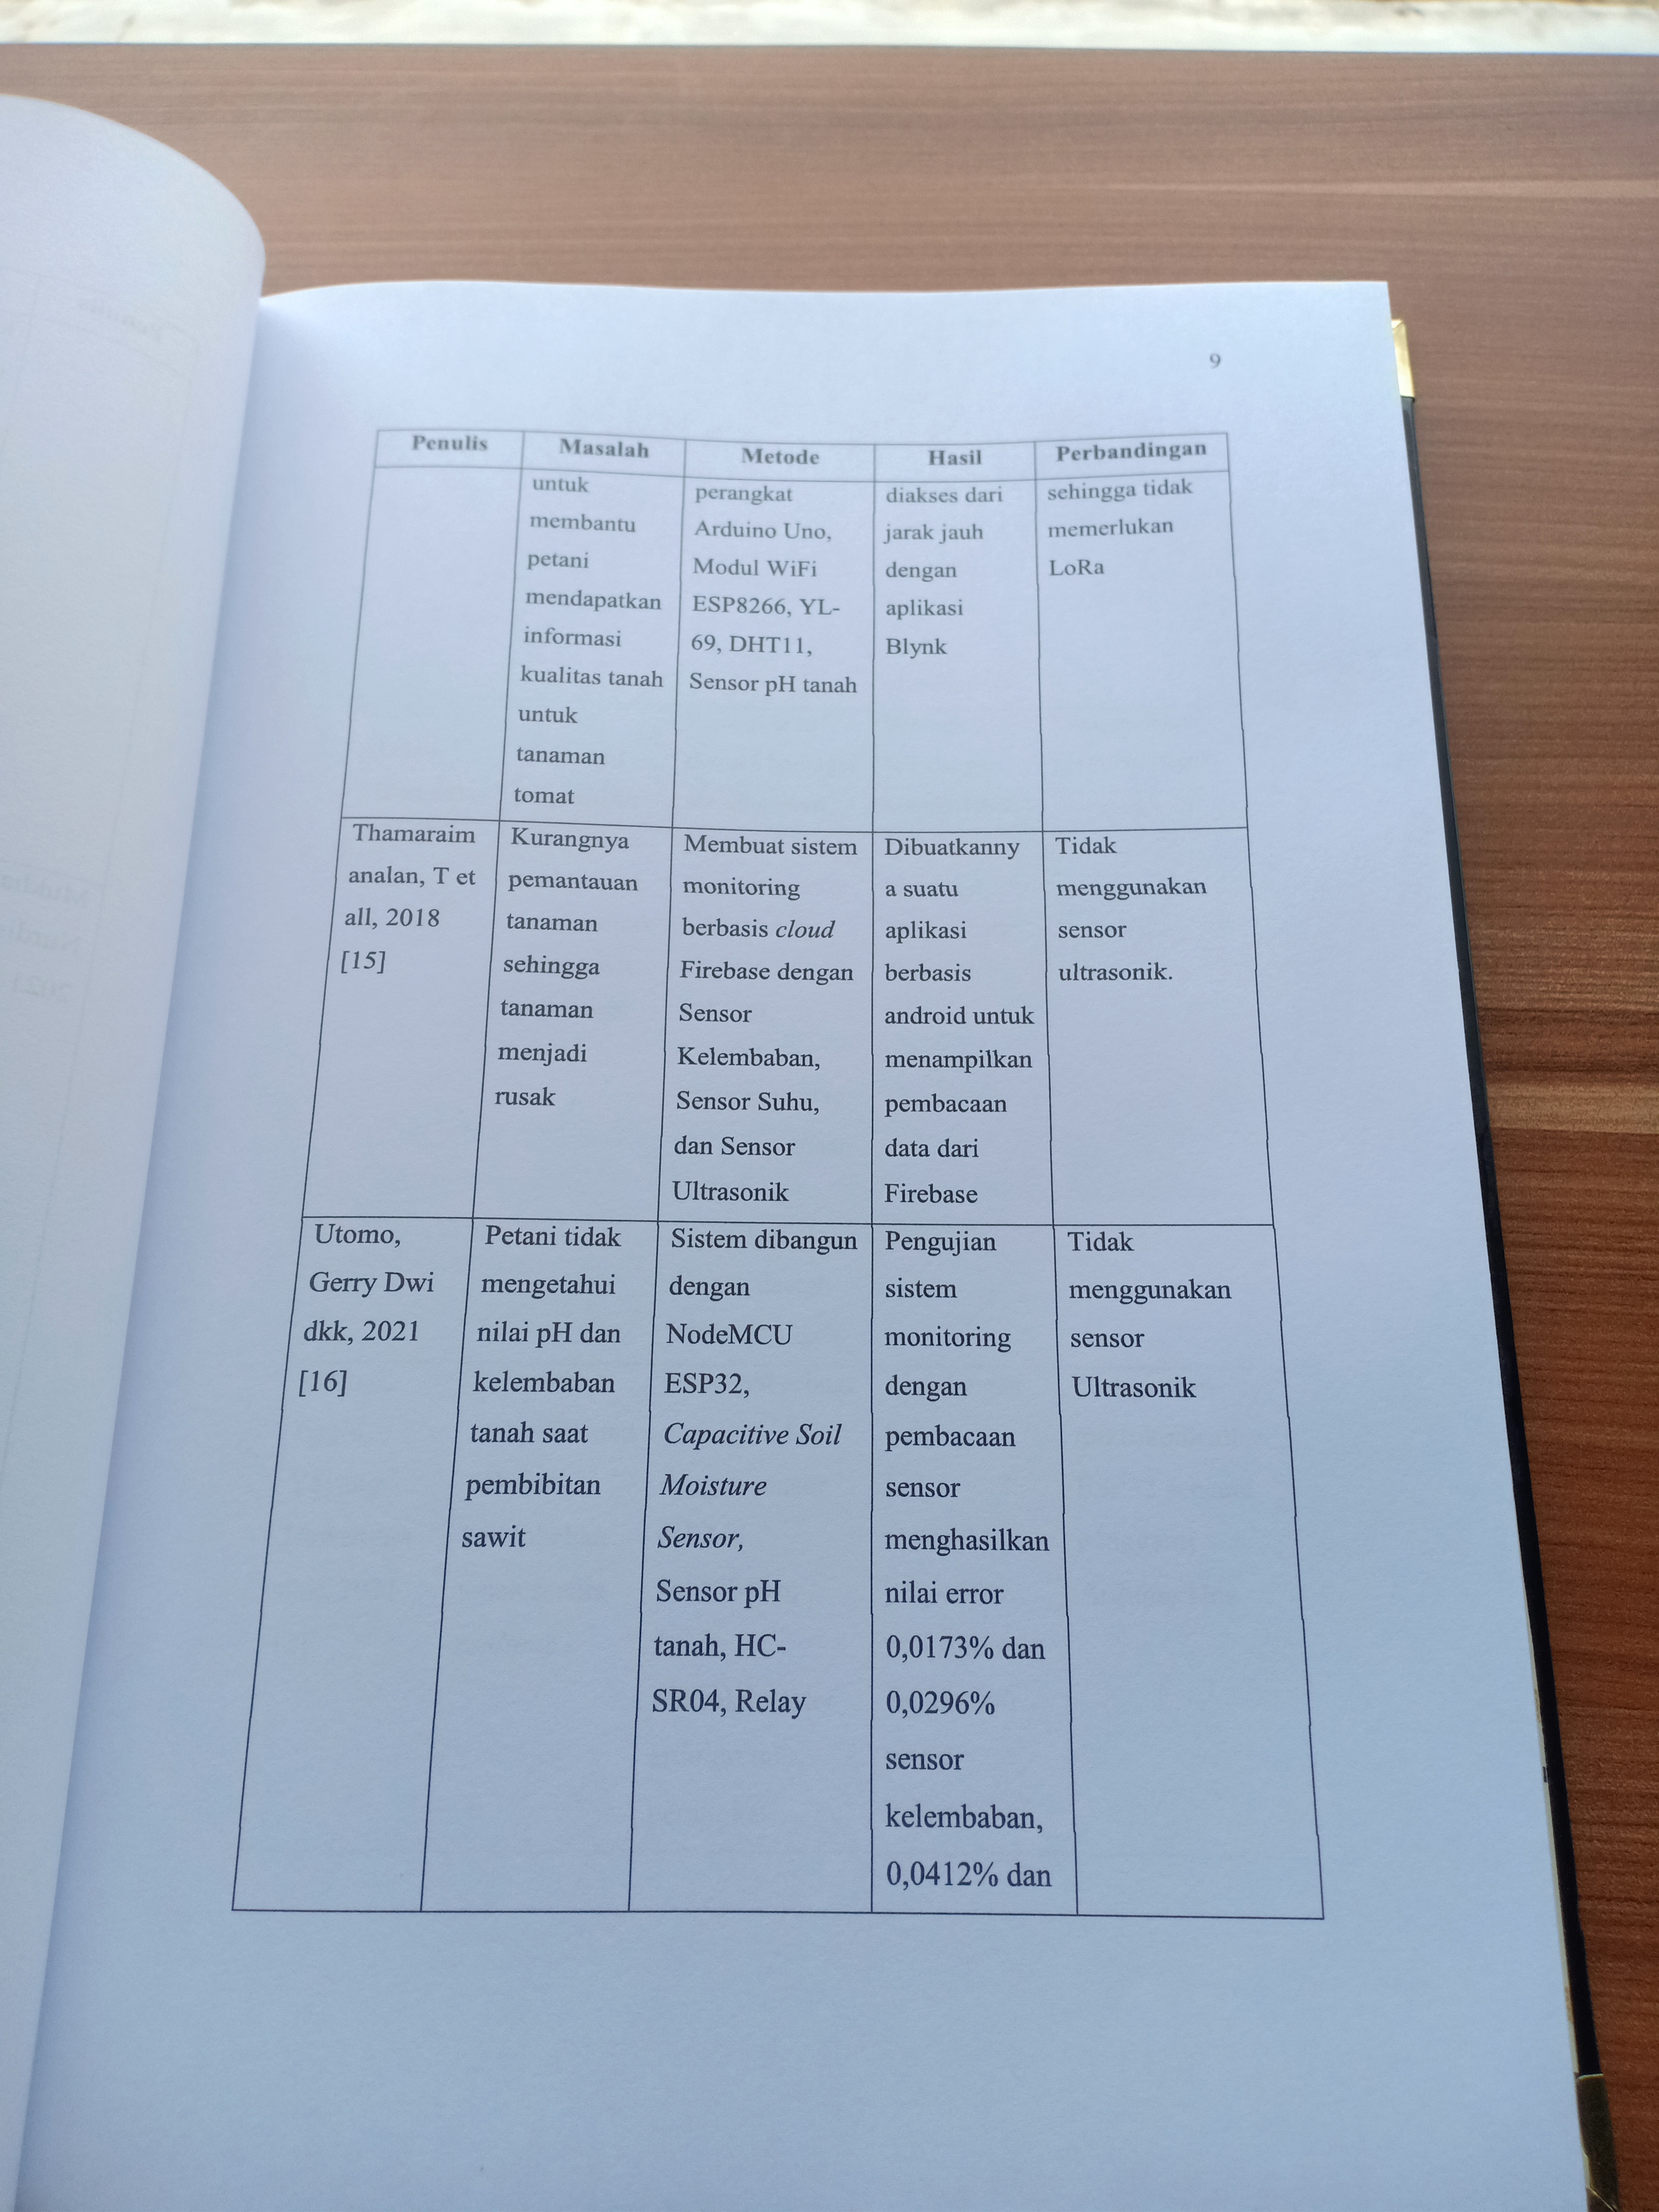 9
Penulis
Masalah
Metode
Hasil
Perbandingan
untuk
membantu
petani
mendapatkan
informasi
kualitas tanah
untuk
tanaman
tomat
perangkat
Arduino Uno,
Modul WiFi
ESP8266, YL-
69, DHT11,
Sensor pH tanah
diakses dari
jarak jauh
dengan
aplikasi
Blynk
sehingga tidak
memerlukan
LoRa
Thamaraim
analan, T et
all, 2018
[15]
Kurangnya
pemantauan
tanaman
sehingga
tanaman
menjadi
rusak
Membuat sistem
monitoring
berbasis cloud
Firebase dengan
Sensor
Kelembaban,
Sensor Suhu,
dan Sensor
Ultrasonik
Dibuatkanny
a suatu
aplikasi
berbasis
android untuk
menampilkan
pembacaan
data dari
Firebase
Tidak
menggunakan
sensor
ultrasonik.
Utomo,
Gerry Dwi
dkk, 2021
[16]
Petani tidak
mengetahui
nilai pH dan
kelembaban
tanah saat
pembibitan
sawit
Sistem dibangun
dengan
NodeMCU
ESP32,
Capacitive Soil
Moisture
Sensor,
Sensor pH
tanah, HC-
SR04, Relay
Pengujian
sistem
monitoring
dengan
pembacaan
sensor
menghasilkan
nilai error
0,0173% dan
0,0296%
sensor
kelembaban,
0,0412% dan
Tidak
menggunakan
sensor
Ultrasonik